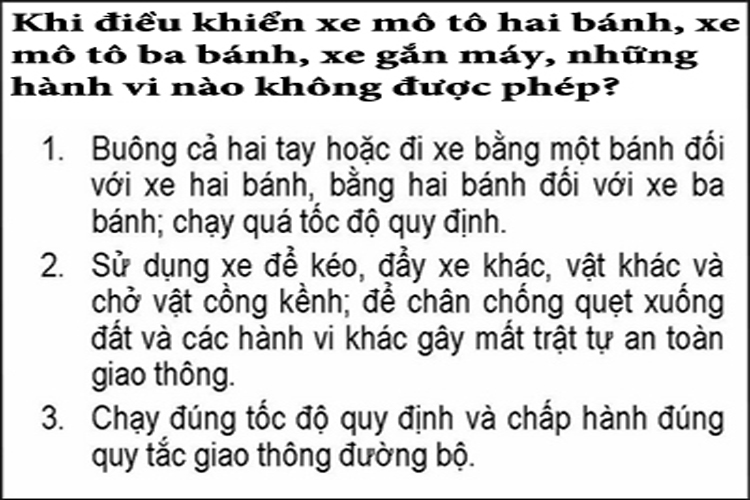 Khi điều khiển xe mô tô hai bánh, xe
mô tô ba bánh, xe gắn máy, những
hành vi nào không được phép?
1. Buông cả hai tay hoặc đi xe bằng một bánh đối
với xe hai bánh, bằng hai bánh đối với xe ba
bánh; chạy quá tốc độ quy định.
2. Sử dụng xe để kéo, đẩy xe khác, vật khác và
chở vật cồng kềnh; để chân chống quẹt xuống
đất và các hành vi khác gây mất trật tự an toàn
giao thông.
3. Chạy đúng tốc độ quy định và chấp hành đúng
quy tắc giao thông đường bộ.